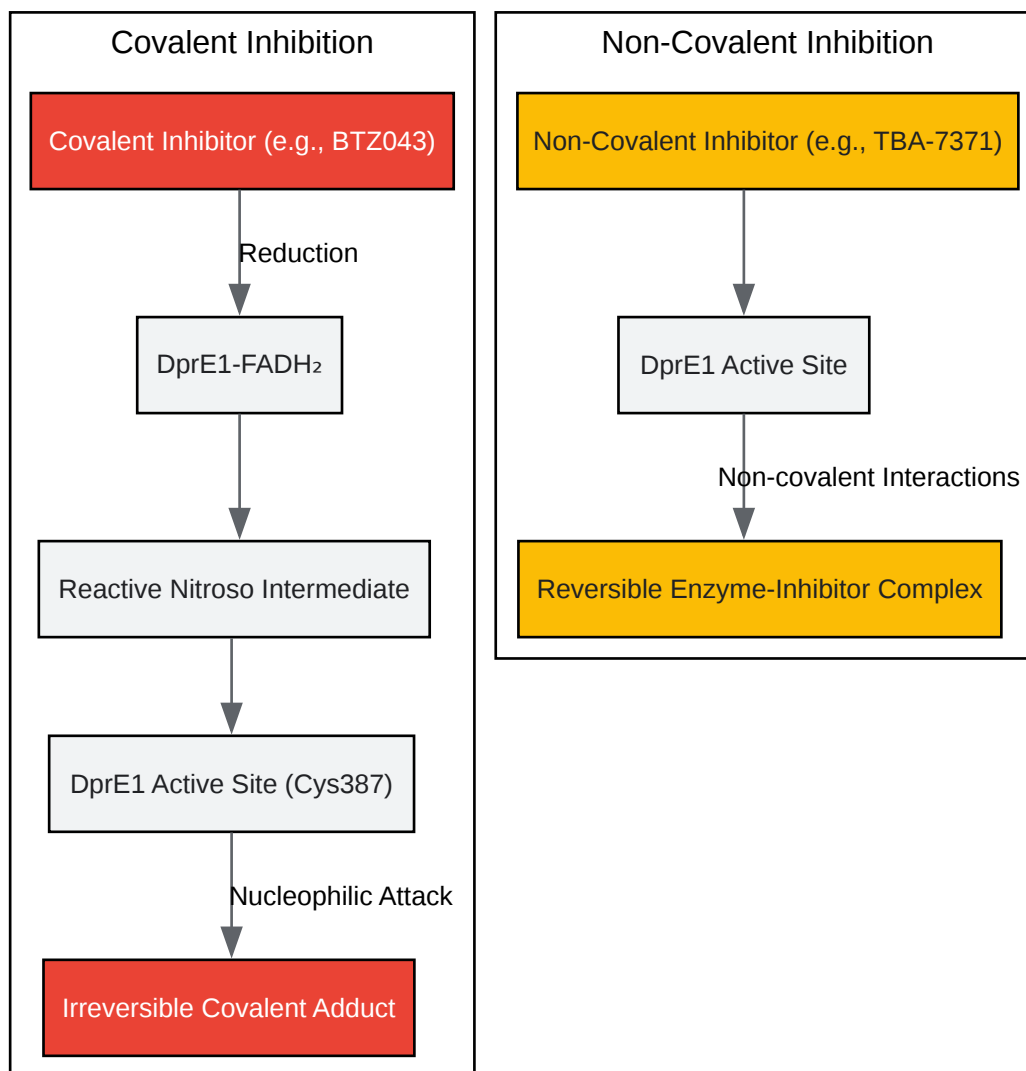 Covalent Inhibition
Covalent Inhibitor (e.g., BTZ043)
Reduction
DprE1-FADH₂
Reactive Nitroso Intermediate
DprE1 Active Site (Cys387)
Nucleophilic Attack
Irreversible Covalent Adduct
Non-Covalent Inhibition
Non-Covalent Inhibitor (e.g., TBA-7371)
DprE1 Active Site
Non-covalent Interactions
Reversible Enzyme-Inhibitor Complex